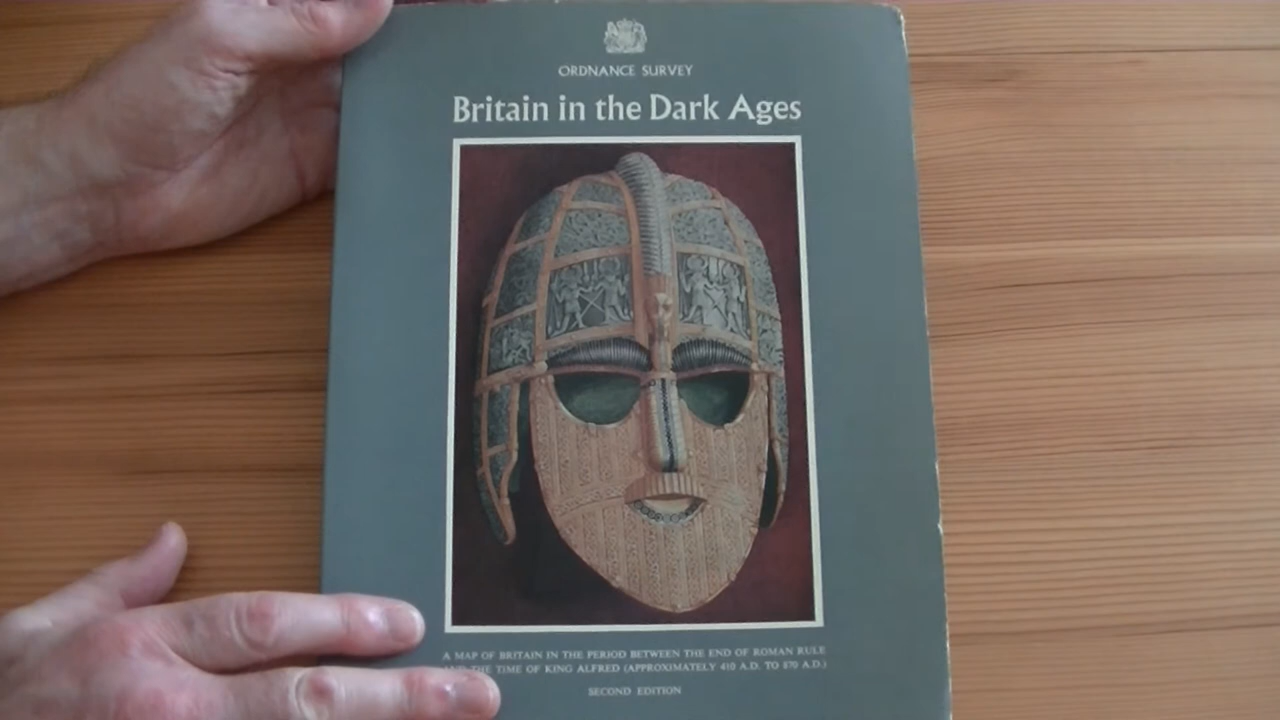 ORDNANCE SURVEY
Britain in the Dark Ages
A MAP OF BRITAIN IN THE PERIOD BETWEEN THE END OF ROMAN RULE
AND THE TIME OF KING ALFRED (APPROXIMATELY 410 A.D. TO 870 A.D.)
SECOND EDITION